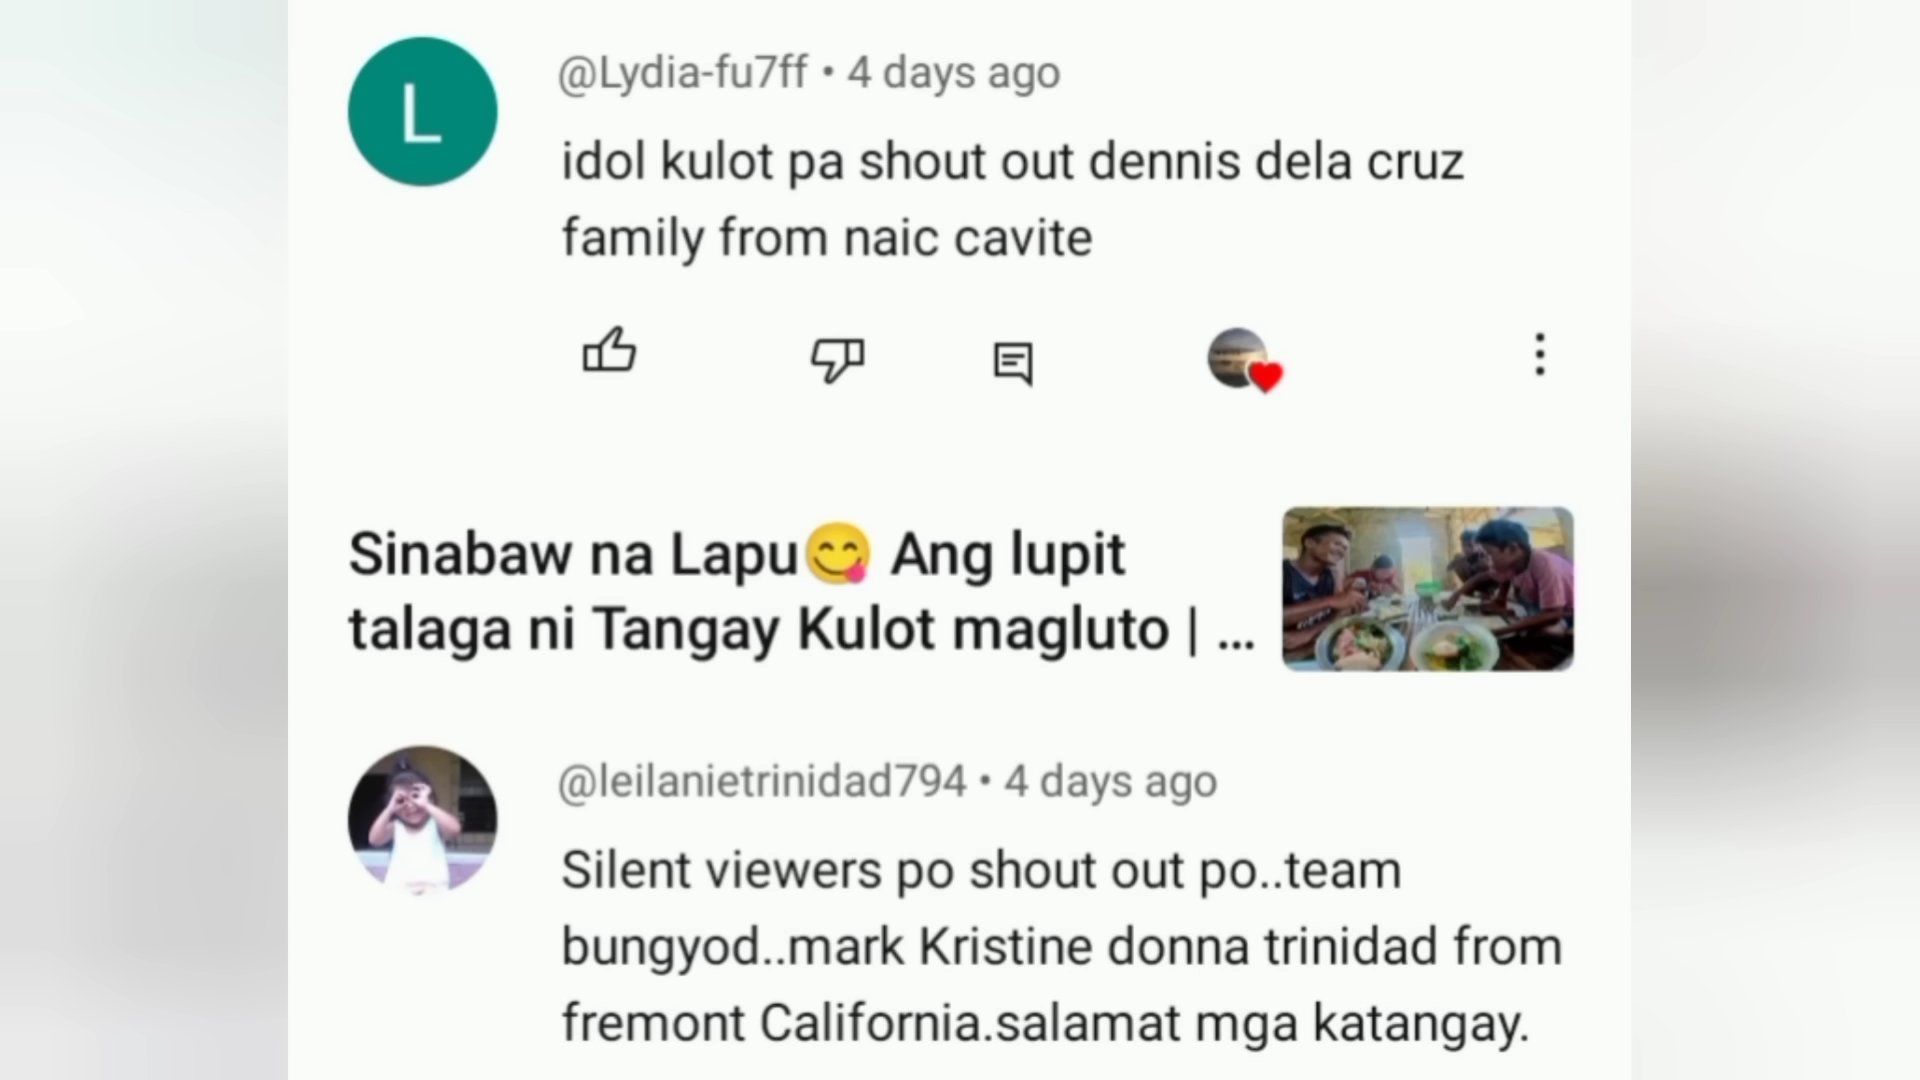 L
@Lydia-fu7ff • 4 days ago
idol kulot pa shout out dennis dela cruz
family from naic cavite
Sinabaw na Lapu😋 Ang lupit
talaga ni Tangay Kulot magluto | ...
@leilanietrinidad794 • 4 days ago
Silent viewers po shout out po..team
bungyod..mark Kristine donna trinidad from
fremont California.salamat mga katangay.